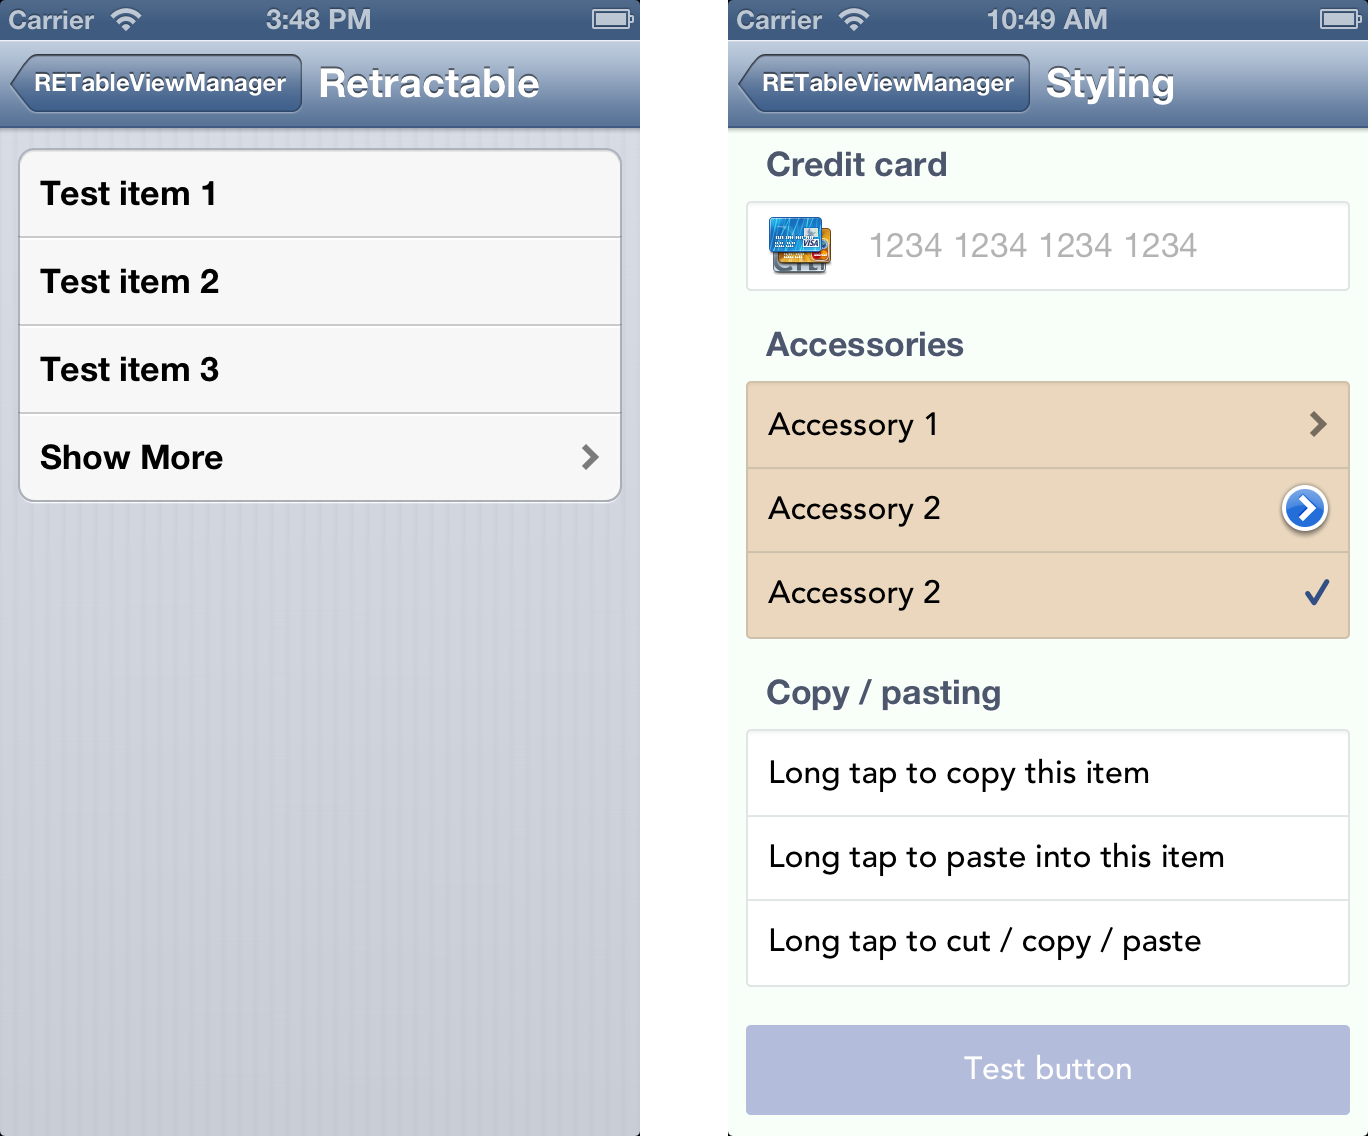 Carrier 3:48 PM
RETableViewManager Retractable
Test item 1
Test item 2
Test item 3
Show More
Carrier 10:49 AM
RETableViewManager Styling
Credit card
VISA
1234 1234 1234 1234
Accessories
Accessory 1
Accessory 2
Accessory 2
Copy / pasting
Long tap to copy this item
Long tap to paste into this item
Long tap to cut / copy / paste
Test button